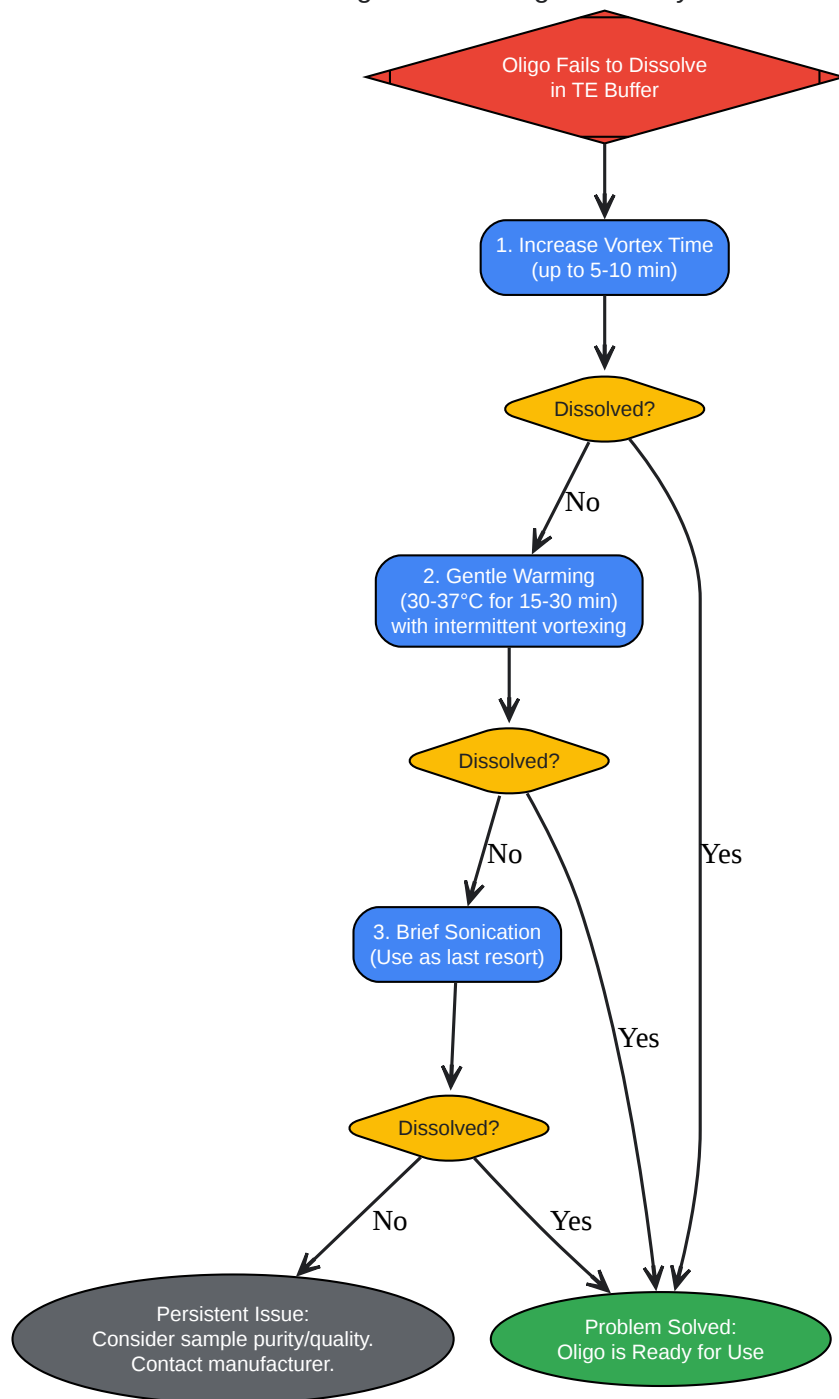 Oligo Fails to Dissolve
in TE Buffer
1. Increase Vortex Time
(up to 5-10 min)
Dissolved?
No
2. Gentle Warming
(30-37°C for 15-30 min)
with intermittent vortexing
Dissolved?
No
Yes
3. Brief Sonication
(Use as last resort)
Yes
Dissolved?
No
Yes
Persistent Issue:
Consider sample purity/quality.
Contact manufacturer.
Problem Solved:
Oligo is Ready for Use